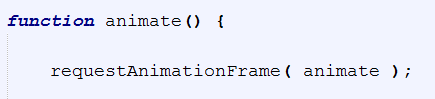 function animate() {
requestAnimationFrame( animate );